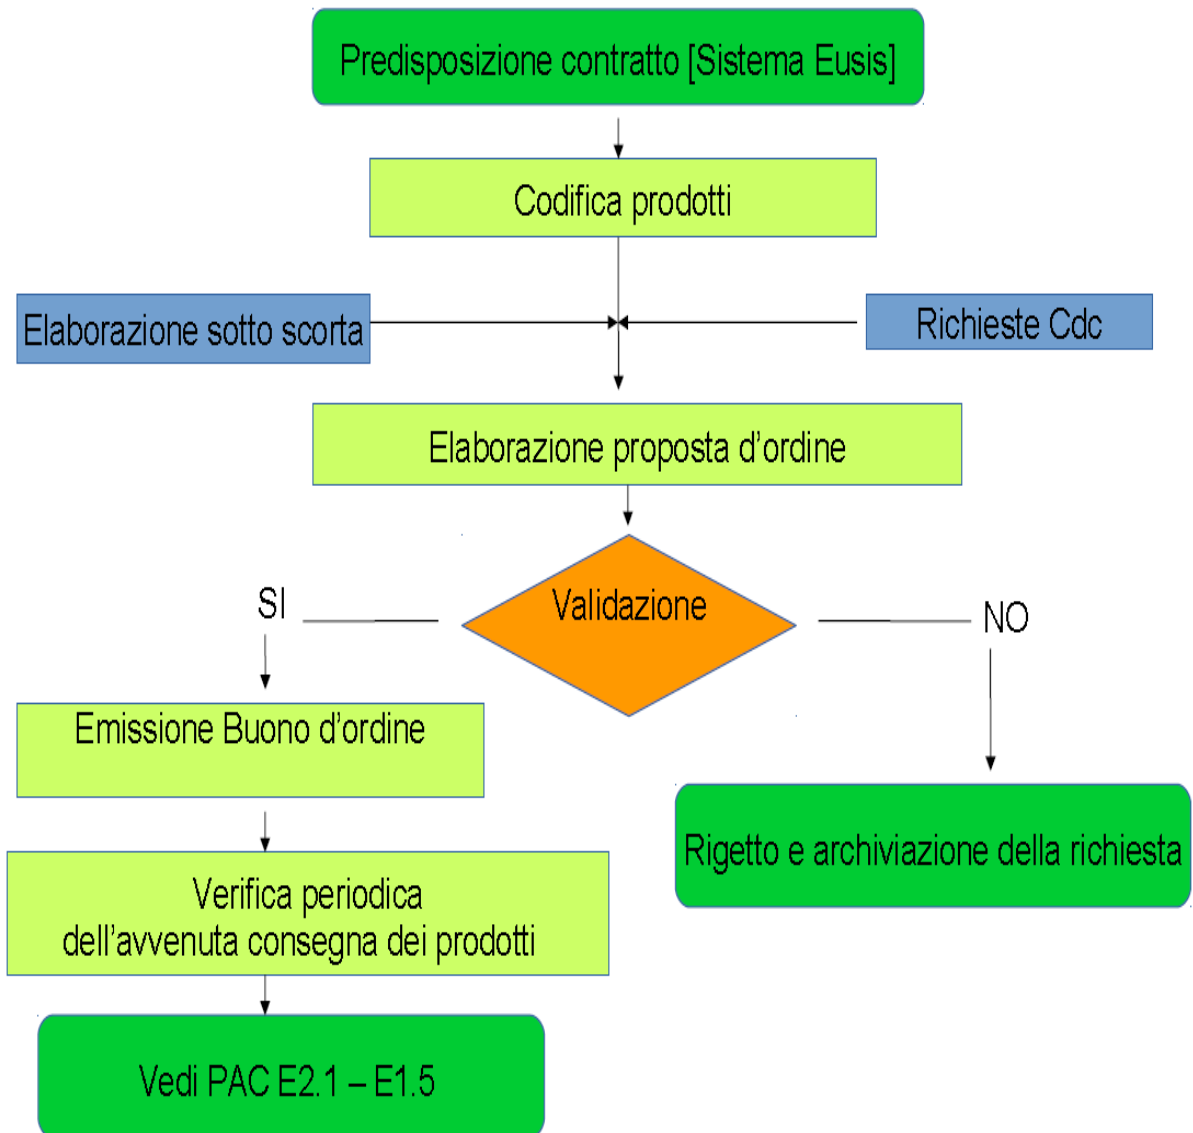 Predisposizione contratto [Sistema Eusis]
Codifica prodotti
Elaborazione sotto scorta
Richieste Cdc
Elaborazione proposta d’ordine
Validazione
SI
NO
Emissione Buono d’ordine
Rigetto e archiviazione della richiesta
Verifica periodica
dell’avvenuta consegna dei prodotti
Vedi PAC E2.1 – E1.5